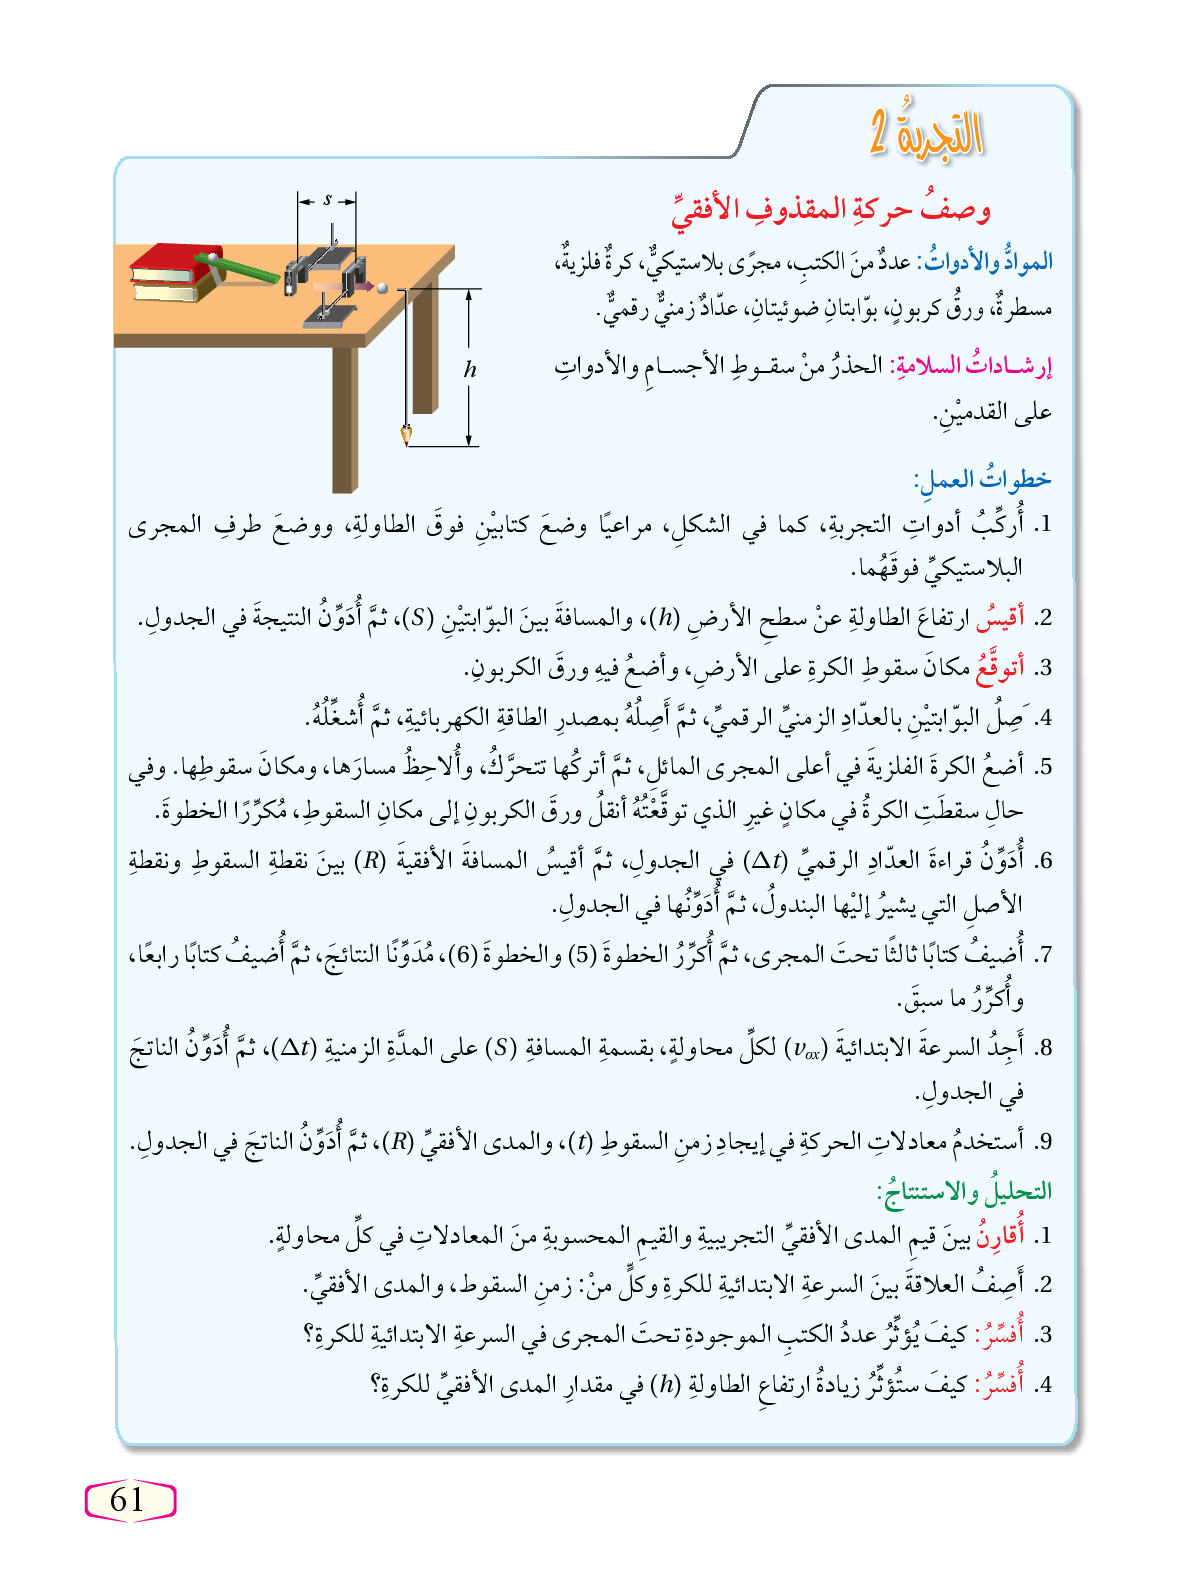 التجربةُ 2
وصفُ حركةِ المقذوفِ الأفقيِّ
الموادُّ والأدواتُ: عددٌ منَ الكتبِ، مجرًى بلاستيكيٌّ، كرةٌ فلزيةٌ،
مسطرةٌ، ورقُ كربونٍ، بوّابتانِ ضوئيتانِ، عدّادٌ زمنيٌّ رقميٌّ.
إرشـاداتُ السلامةِ: الحذرُ منْ سقـوطِ الأجسـامِ والأدواتِ
على القدميْنِ.
s
h
خطواتُ العملِ:
1. أُركِّبُ أدواتِ التجربةِ، كما في الشكلِ، مراعيًا وضعَ كتابيْنِ فوقَ الطاولةِ، ووضعَ طرفِ المجرى
البلاستيكيِّ فوقَهُما.
2. أقيسُ ارتفاعَ الطاولةِ عنْ سطحِ الأرضِ (h)، والمسافةَ بينَ البوّابتيْنِ (S)، ثمَّ أُدَوِّنُ النتيجةَ في الجدولِ.
3. أتوقَّعُ مكانَ سقوطِ الكرةِ على الأرضِ، وأضعُ فيهِ ورقَ الكربونِ.
4. َصِلُ البوّابتيْنِ بالعدّادِ الزمنيِّ الرقميِّ، ثمَّ أَصِلُهُ بمصدرِ الطاقةِ الكهربائيةِ، ثمَّ أُشغِّلُهُ.
5. أضعُ الكرةَ الفلزيةَ في أعلى المجرى المائلِ، ثمَّ أتركُها تتحرَّكُ، وأُلاحِظُ مسارَها، ومكانَ سقوطِها. وفي
حالِ سقطَتِ الكرةُ في مكانٍ غيرِ الذي توقَّعْتُهُ أنقلُ ورقَ الكربونِ إلى مكانِ السقوطِ، مُكرِّرًا الخطوةَ.
6. أُدَوِّنُ قراءةَ العدّادِ الرقميِّ (Δt) في الجدولِ، ثمَّ أقيسُ المسافةَ الأفقيةَ (R) بينَ نقطةِ السقوطِ ونقطةِ
الأصلِ التي يشيرُ إليْها البندولُ، ثمَّ أُدَوِّنُها في الجدولِ.
7. أُضيفُ كتابًا ثالثًا تحتَ المجرى، ثمَّ أُكرِّرُ الخطوةَ (5) والخطوةَ (6)، مُدَوِّنًا النتائجَ، ثمَّ أُضيفُ كتابًا رابعًا،
وأُكرِّرُ ما سبقَ.
8. أَجِدُ السرعةَ الابتدائيةَ (vox) لكلِّ محاولةٍ، بقسمةِ المسافةِ (S) على المدَّةِ الزمنيةِ (Δt)، ثمَّ أُدَوِّنُ الناتجَ
في الجدولِ.
9. أستخدمُ معادلاتِ الحركةِ في إيجادِ زمنِ السقوطِ (t)، والمدى الأفقيِّ (R)، ثمَّ أُدَوِّنُ الناتجَ في الجدولِ.
التحليلُ والاستنتاجُ:
1. أُقارِنُ بينَ قيمِ المدى الأفقيِّ التجريبيةِ والقيمِ المحسوبةِ منَ المعادلاتِ في كلِّ محاولةٍ.
2. أَصِفُ العلاقةَ بينَ السرعةِ الابتدائيةِ للكرةِ وكلٍّ منْ: زمنِ السقوط، والمدى الأفقيِّ.
3. أُفسِّرُ: كيفَ يُؤثِّرُ عددُ الكتبِ الموجودةِ تحتَ المجرى في السرعةِ الابتدائيةِ للكرةِ؟
4. أُفسِّرُ: كيفَ ستُؤثِّرُ زيادةُ ارتفاعِ الطاولةِ (h) في مقدارِ المدى الأفقيِّ للكرةِ؟
61